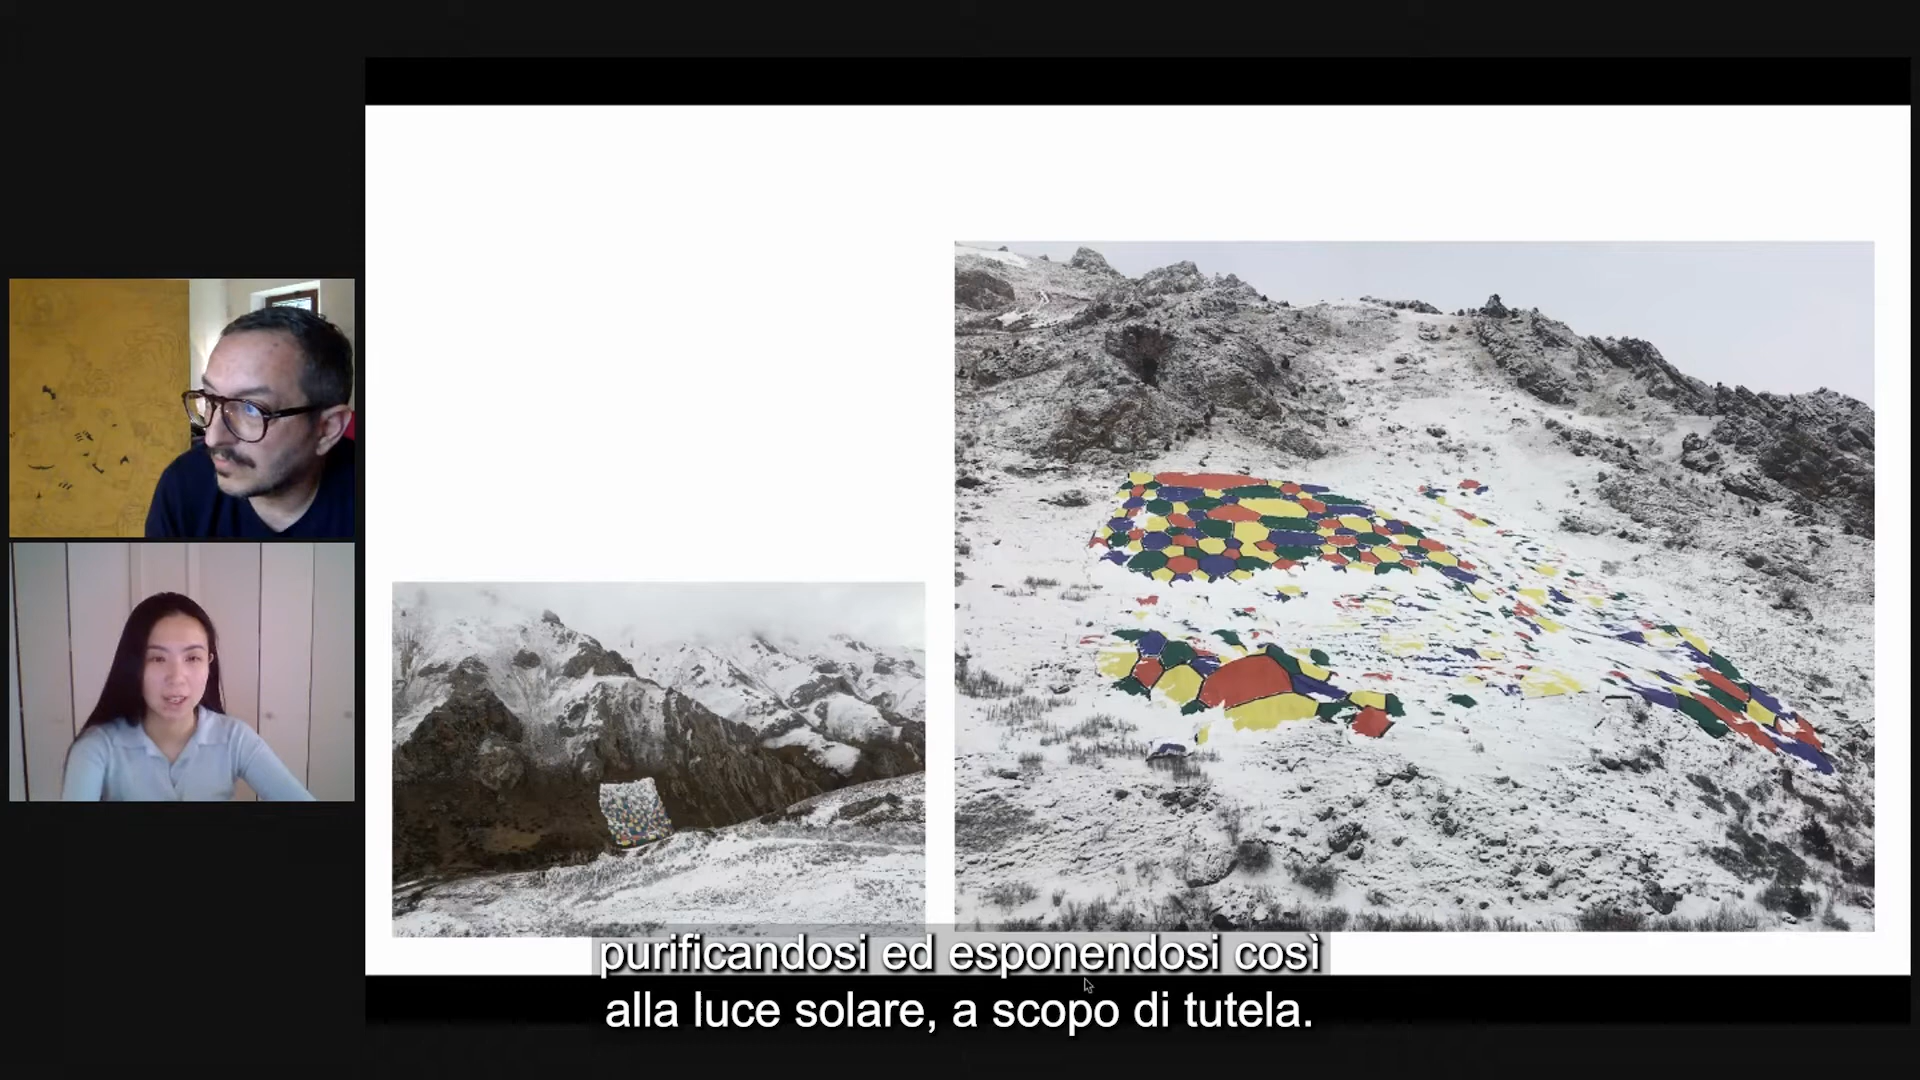 purificandosi ed esponendosi così
alla luce solare, a scopo di tutela.